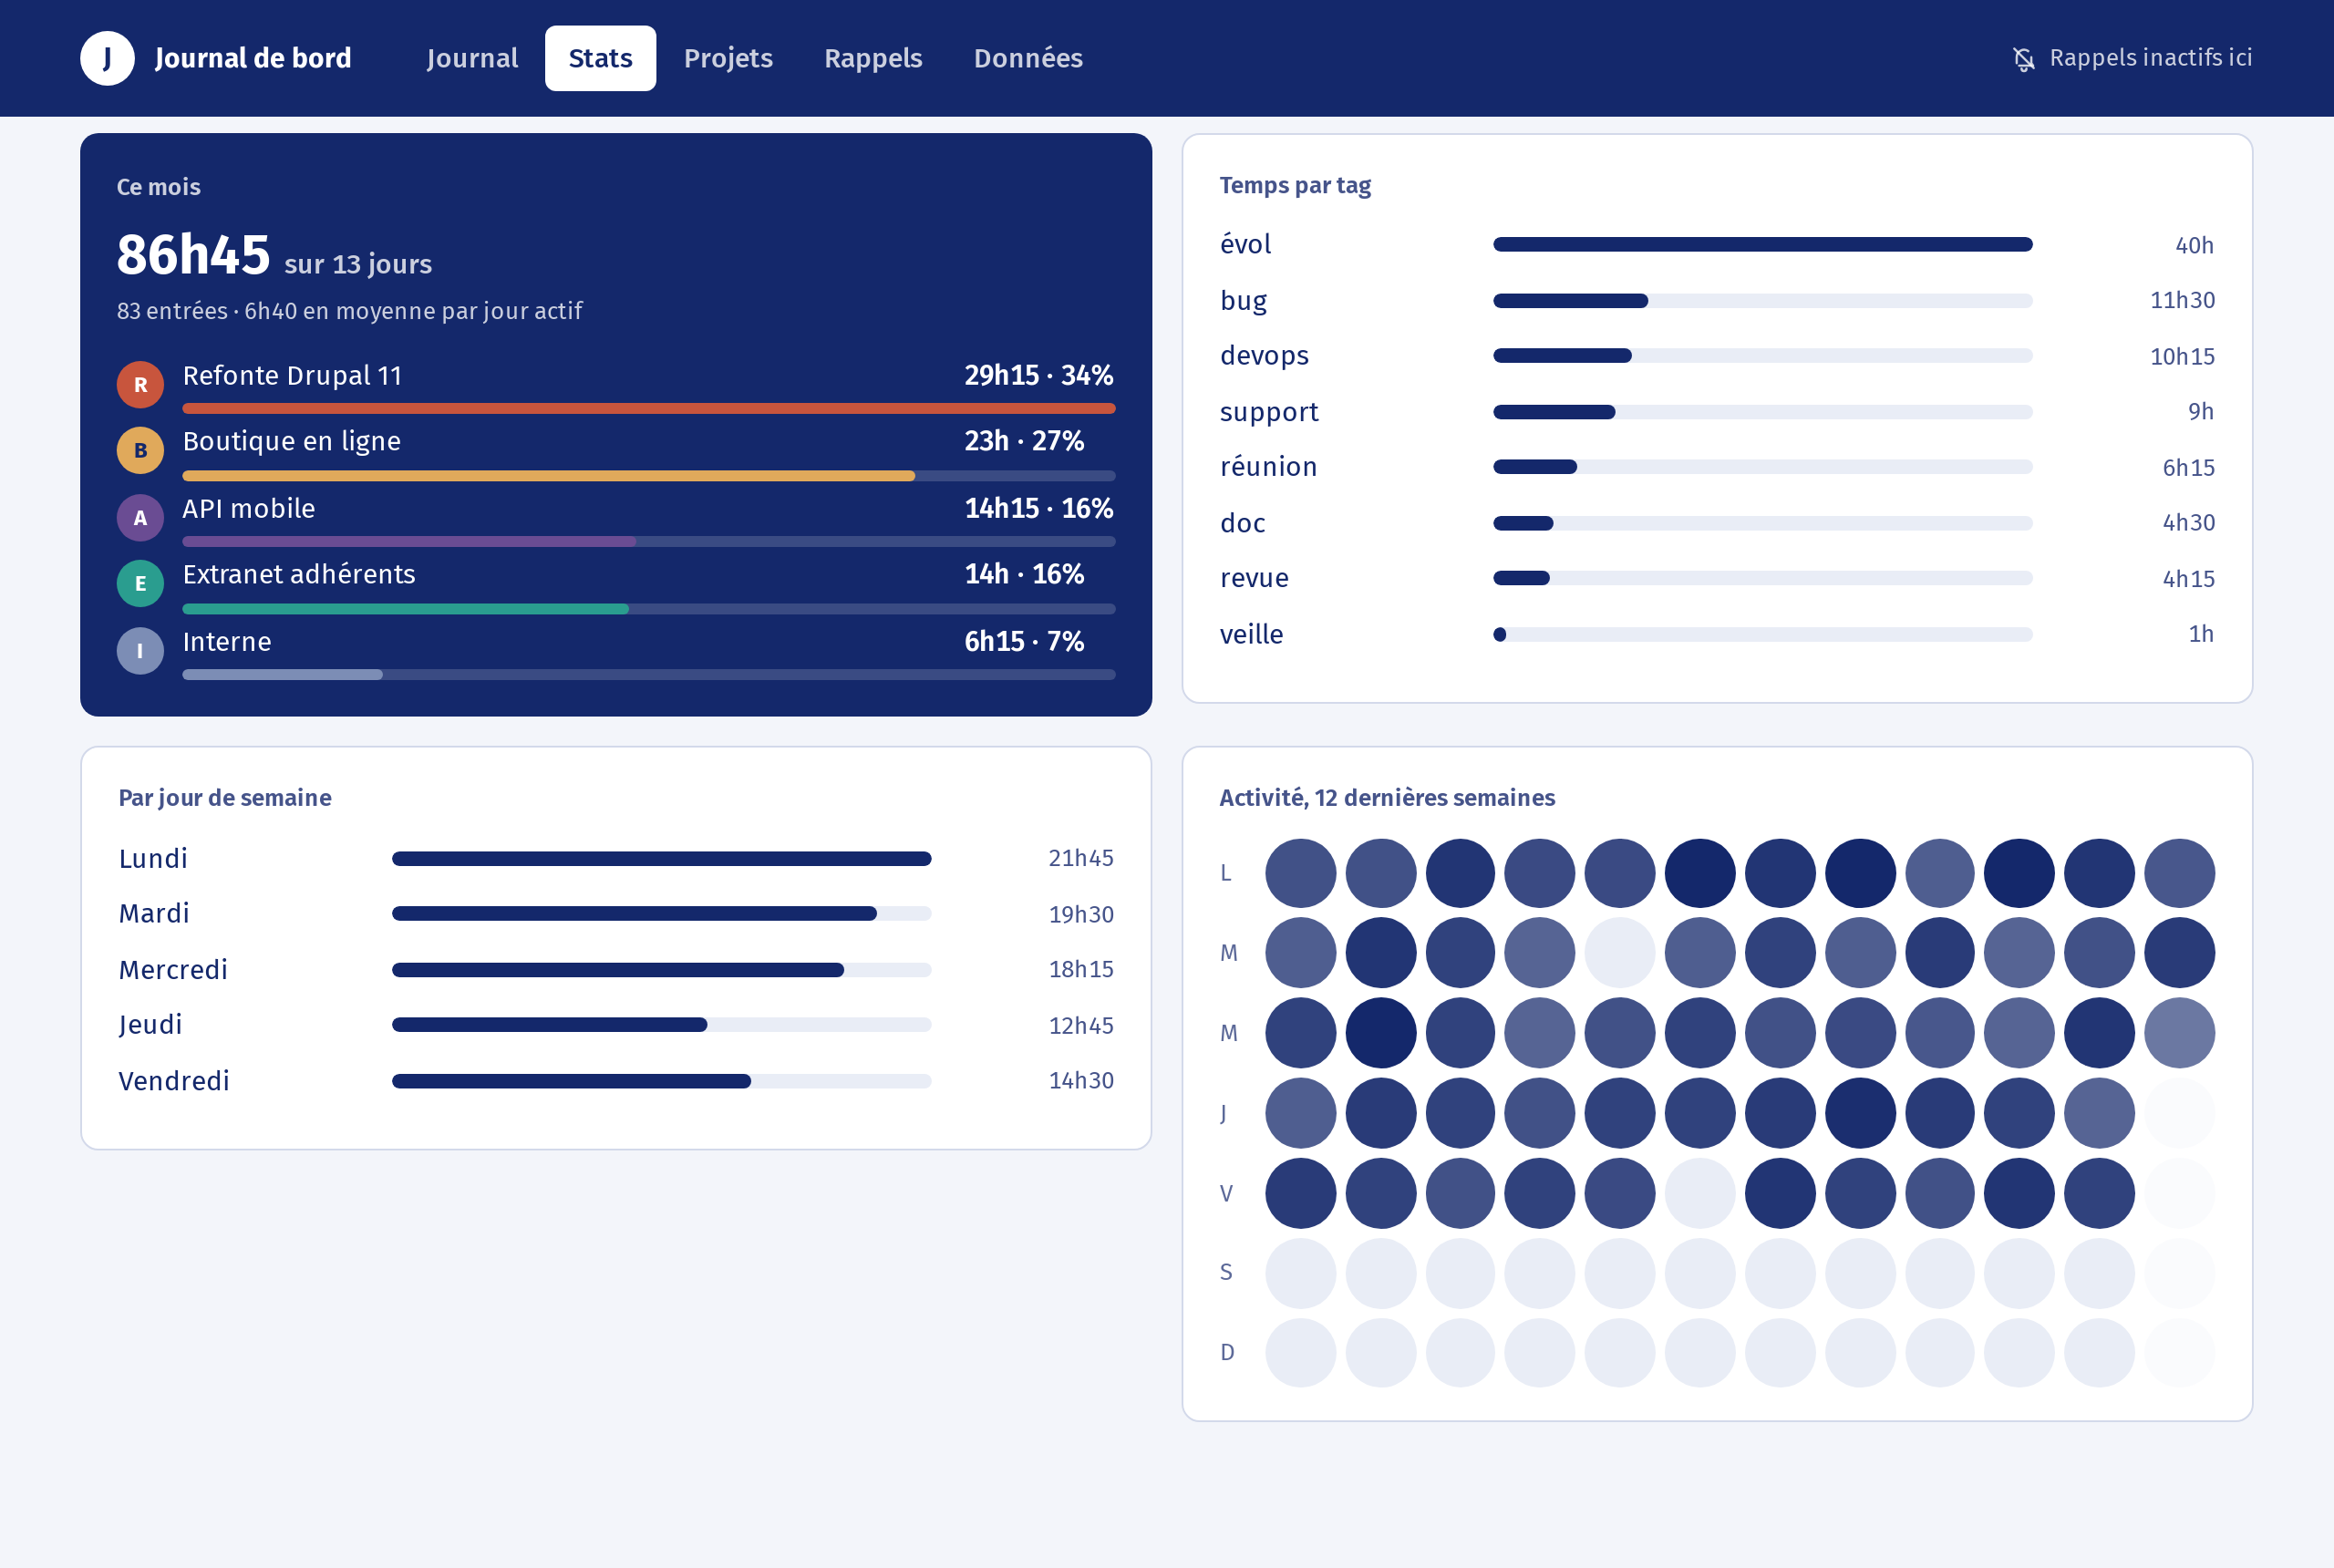 J Journal de bord Journal Stats Projets Rappels Données Rappels inactifs ici
Ce mois
86h45 sur 13 jours
83 entrées · 6h40 en moyenne par jour actif
R Refonte Drupal 11 29h15 · 34%
B Boutique en ligne 23h · 27%
A API mobile 14h15 · 16%
E Extranet adhérents 14h · 16%
I Interne 6h15 · 7%
Temps par tag
évol 40h
bug 11h30
devops 10h15
support 9h
réunion 6h15
doc 4h30
revue 4h15
veille 1h
Par jour de semaine
Lundi 21h45
Mardi 19h30
Mercredi 18h15
Jeudi 12h45
Vendredi 14h30
Activité, 12 dernières semaines
L
M
M
J
V
S
D